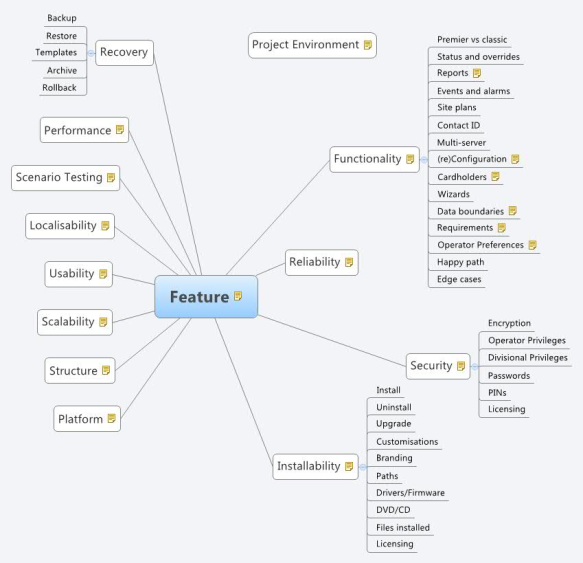 Backup
Restore
Templates
Archive
Rollback
Recovery
Project Environment
Performance
Scenario Testing
Localisability
Usability
Scalability
Structure
Platform
Feature
Functionality
Premier vs classic
Status and overrides
Reports
Events and alarms
Site plans
Contact ID
Multi-server
(re)Configuration
Cardholders
Wizards
Data boundaries
Requirements
Operator Preferences
Happy path
Edge cases
Reliability
Security
Encryption
Operator Privileges
Divisional Privileges
Passwords
PINs
Licensing
Installability
Install
Uninstall
Upgrade
Customisations
Branding
Paths
Drivers/Firmware
DVD/CD
Files installed
Licensing